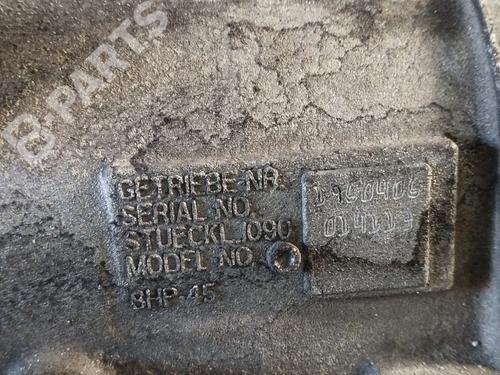 B-PARTS
GETRIEBE-NR.
SERIAL NO.
STUECKL.1090
MODEL NO
8HP-45